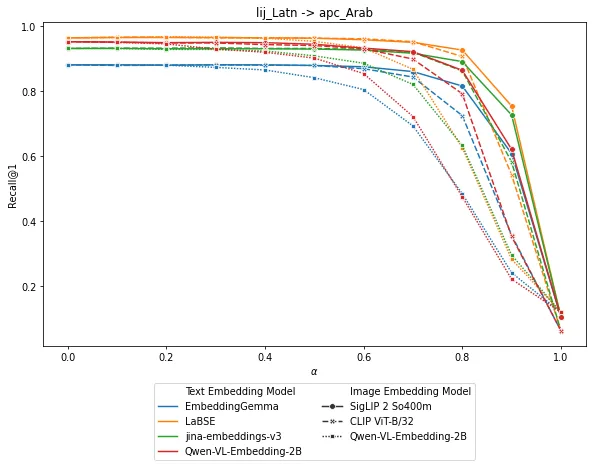 lij_Latn -> apc_Arab
Recall@1
1.0
0.8
0.6
0.4
0.2
0.0 0.2 0.4 0.6 0.8 1.0
α
Text Embedding Model Image Embedding Model
EmbeddingGemma SigLIP 2 So400m
LaBSE CLIP ViT-B/32
jina-embeddings-v3 Qwen-VL-Embedding-2B
Qwen-VL-Embedding-2B